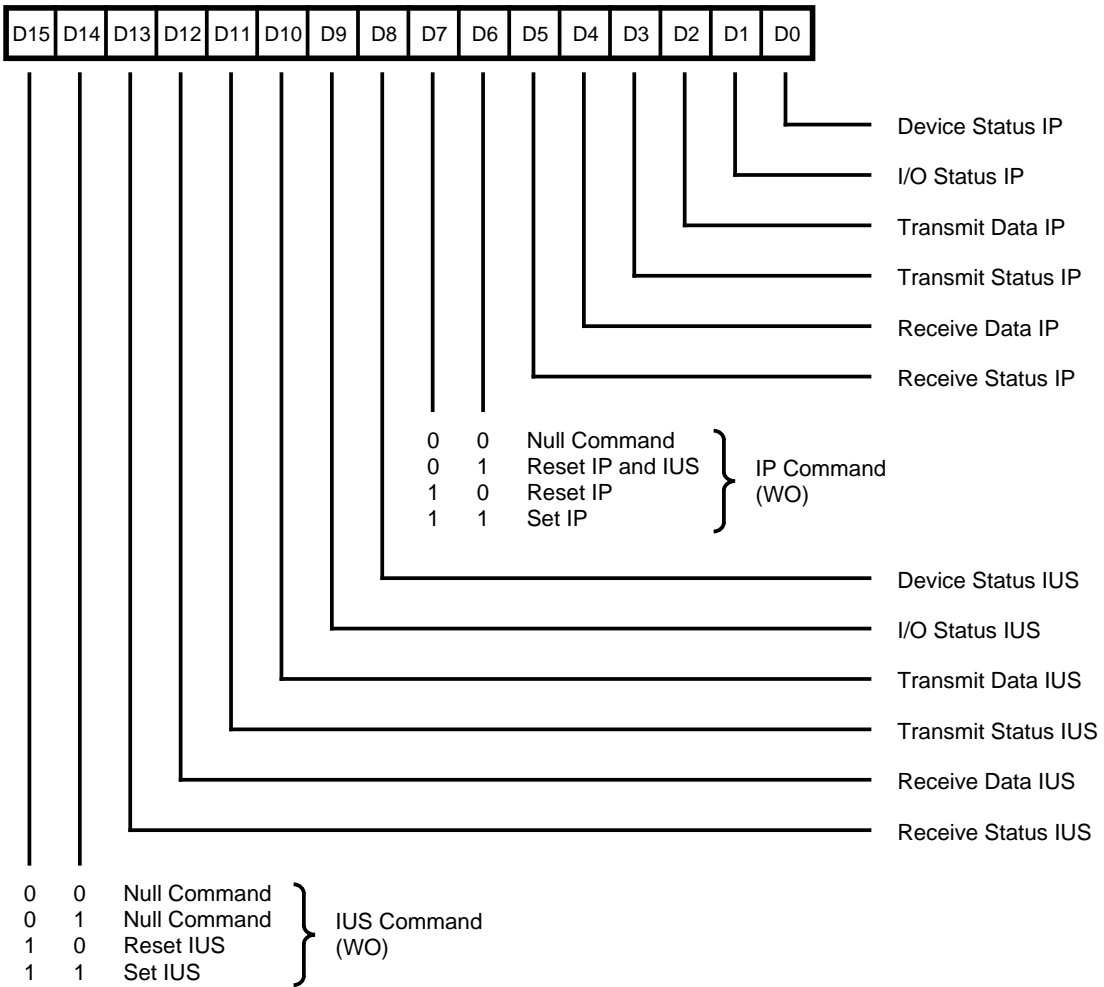 D15 D14 D13 D12 D11 D10 D9 D8 D7 D6 D5 D4 D3 D2 D1 D0
Device Status IP
I/O Status IP
Transmit Data IP
Transmit Status IP
Receive Data IP
Receive Status IP
0 0 Null Command
0 1 Reset IP and IUS
1 0 Reset IP
1 1 Set IP
IP Command
(WO)
Device Status IUS
I/O Status IUS
Transmit Data IUS
Transmit Status IUS
Receive Data IUS
Receive Status IUS
0 0 Null Command
0 1 Null Command
1 0 Reset IUS
1 1 Set IUS
IUS Command
(WO)